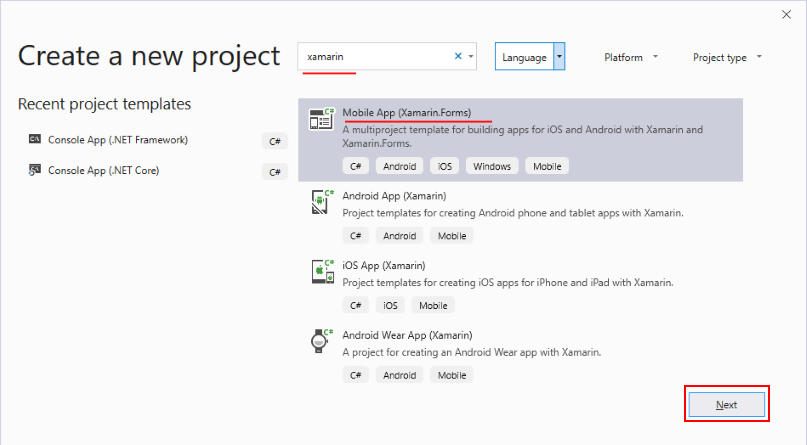 Create a new project
xamarin
Language
Platform
Project type
Recent project templates
Console App (.NET Framework)
C#
Console App (.NET Core)
C#
Mobile App (Xamarin.Forms)
A multiproject template for building apps for iOS and Android with Xamarin and
Xamarin.Forms.
C# Android iOS Windows Mobile
Android App (Xamarin)
Project templates for creating Android phone and tablet apps with Xamarin.
C# Android Mobile
iOS App (Xamarin)
Project templates for creating iOS apps for iPhone and iPad with Xamarin.
C# iOS Mobile
Android Wear App (Xamarin)
A project for creating an Android Wear app with Xamarin.
C# Android Mobile
Next